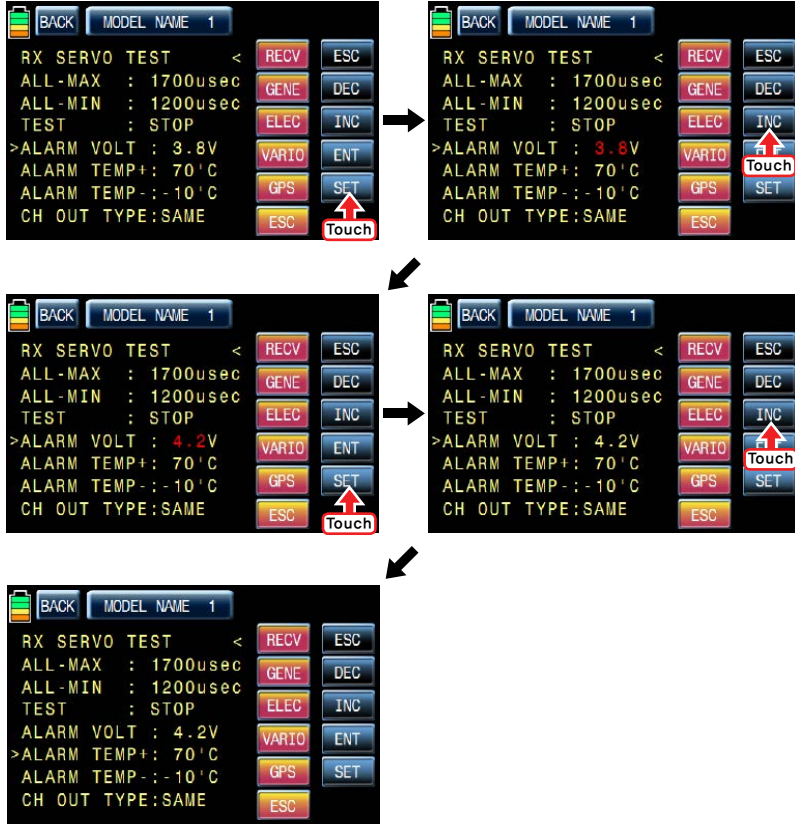 BACK MODEL NAME 1
RX SERVO TEST < RECV ESC
ALL-MAX : 1700usec GENE DEC
ALL-MIN : 1200usec
TEST : STOP ELEC INC
>ALARM VOLT : 3.8V VARIO ENT
ALARM TEMP+: 70'C
ALARM TEMP-:-10'C GPS SET
CH OUT TYPE:SAME ESC Touch
BACK MODEL NAME 1
RX SERVO TEST < RECV ESC
ALL-MAX : 1700usec GENE DEC
ALL-MIN : 1200usec
TEST : STOP ELEC INC
>ALARM VOLT : 3.8V VARIO Touch
ALARM TEMP+: 70'C
ALARM TEMP-:-10'C GPS SET
CH OUT TYPE:SAME ESC
BACK MODEL NAME 1
RX SERVO TEST < RECV ESC
ALL-MAX : 1700usec GENE DEC
ALL-MIN : 1200usec
TEST : STOP ELEC INC
>ALARM VOLT : 4.2V VARIO ENT
ALARM TEMP+: 70'C
ALARM TEMP-:-10'C GPS SET
CH OUT TYPE:SAME ESC Touch
BACK MODEL NAME 1
RX SERVO TEST < RECV ESC
ALL-MAX : 1700usec GENE DEC
ALL-MIN : 1200usec
TEST : STOP ELEC INC
>ALARM VOLT : 4.2V VARIO Touch
ALARM TEMP+: 70'C
ALARM TEMP-:-10'C GPS SET
CH OUT TYPE:SAME ESC
BACK MODEL NAME 1
RX SERVO TEST < RECV ESC
ALL-MAX : 1700usec GENE DEC
ALL-MIN : 1200usec
TEST : STOP ELEC INC
ALARM VOLT : 4.2V VARIO ENT
>ALARM TEMP+: 70'C
ALARM TEMP-:-10'C GPS SET
CH OUT TYPE:SAME ESC